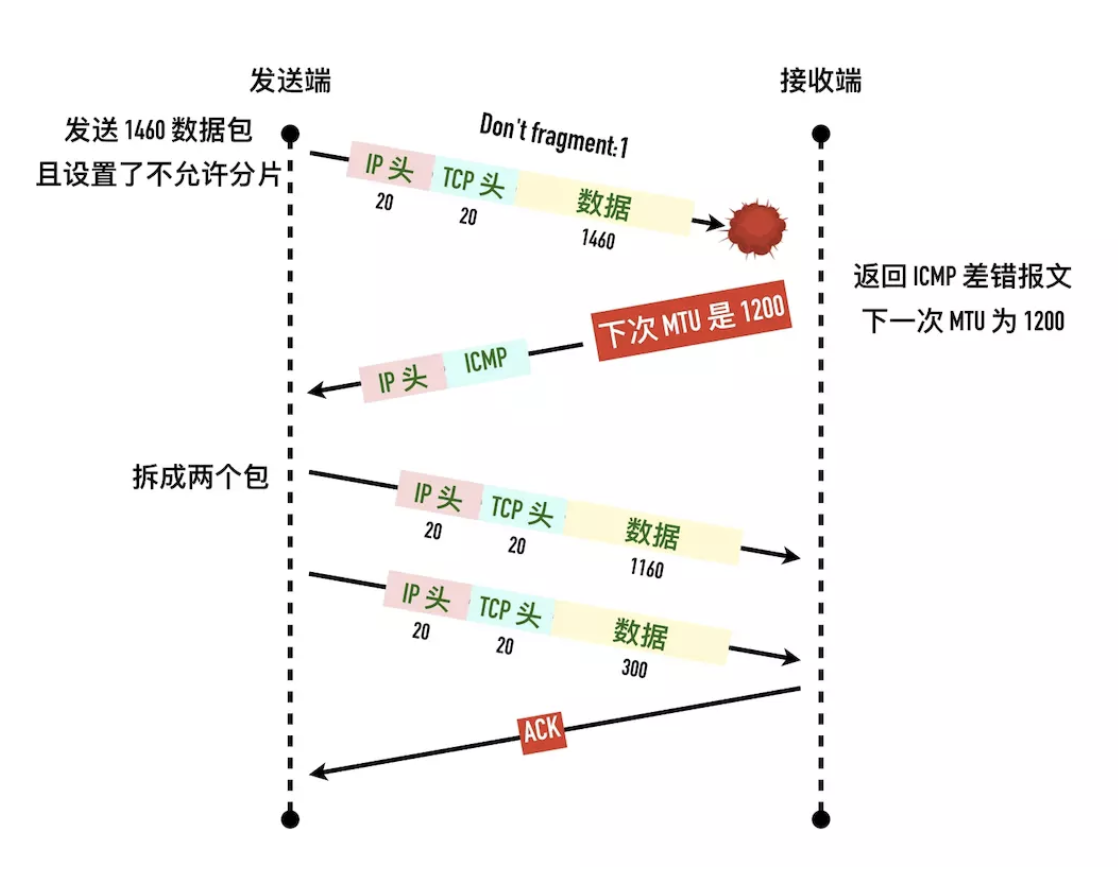 发送端
接收端
发送 1460 数据包
且设置了不允许分片
Don't fragment:1
IP 头
TCP 头
数据
20
20
1460
返回 ICMP 差错报文
下一次 MTU 为 1200
下次 MTU 是 1200
IP 头
ICMP
拆成两个包
IP 头
TCP 头
数据
20
20
1160
IP 头
TCP 头
数据
20
20
300
ACK